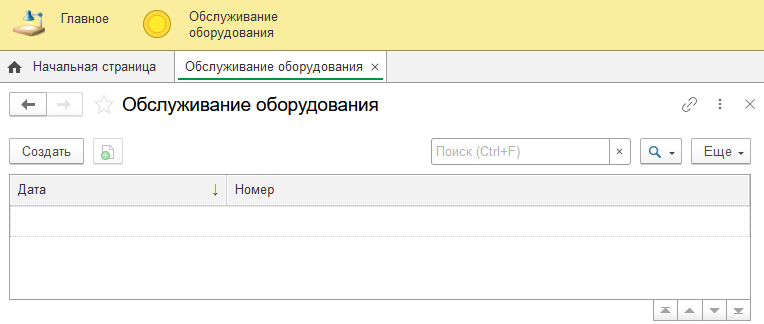 Главное
Обслуживание
оборудования
Начальная страница
Обслуживание оборудования ×
Обслуживание оборудования
Создать
Поиск (Ctrl+F)
×
Еще
Дата
Номер